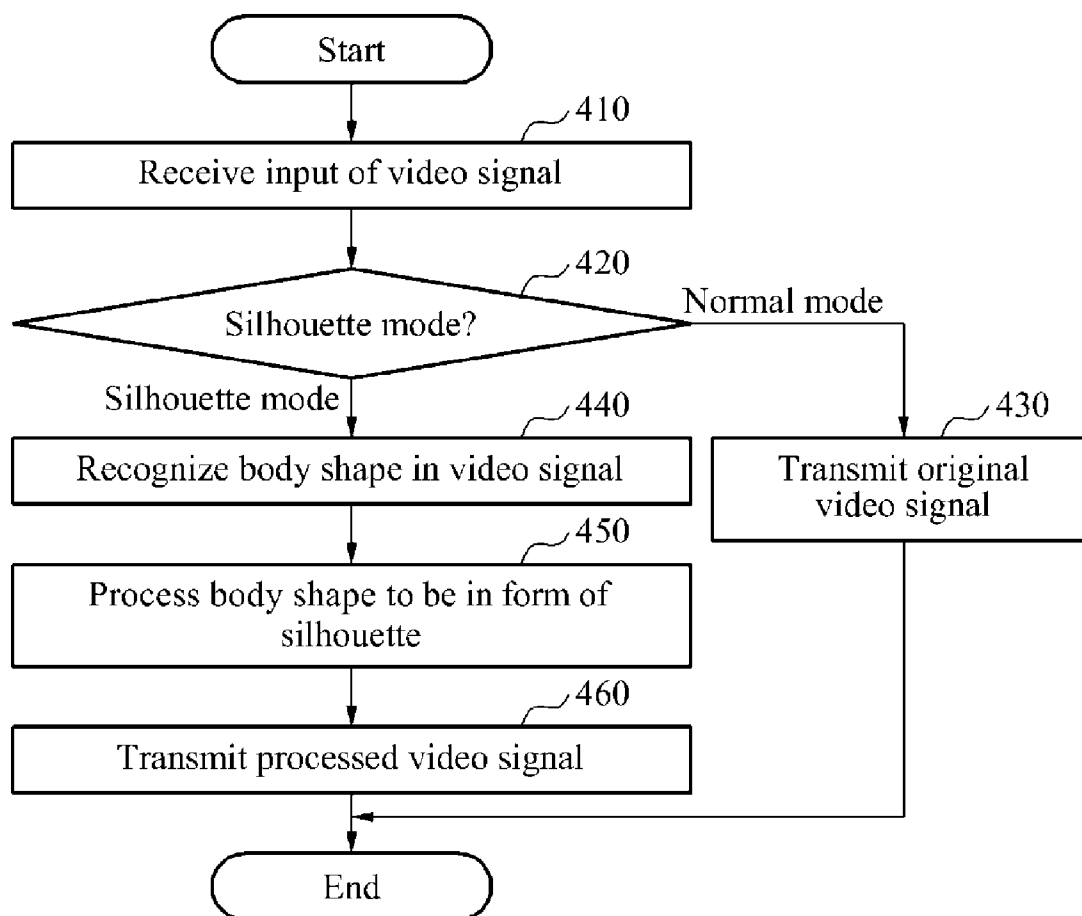 Start
410
Receive input of video signal
420
Silhouette mode?
Normal mode
Silhouette mode
440
430
Recognize body shape in video signal
Transmit original
video signal
450
Process body shape to be in form of
silhouette
460
Transmit processed video signal
End